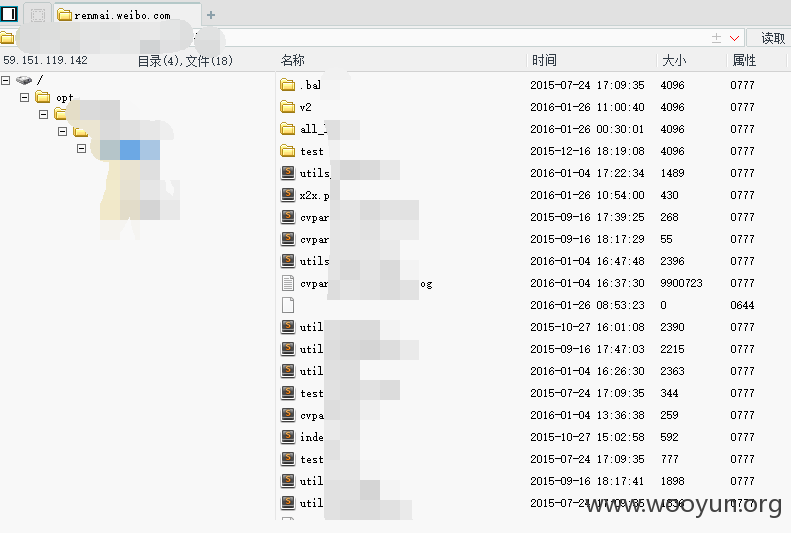 renmai.weibo.com
读取
59.151.119.142 目录(4),文件(18) 名称 时间 大小 属性
/
opt
.bal 2015-07-24 17:09:35 4096 0777
v2 2016-01-26 11:00:40 4096 0777
all_l 2016-01-26 00:30:01 4096 0777
test 2015-12-16 18:19:08 4096 0777
utils_ 2016-01-04 17:22:34 1489 0777
x2x.p 2016-01-26 10:54:00 430 0777
cvpar 2015-09-16 17:39:25 268 0777
cvpar 2015-09-16 18:17:29 55 0777
utils 2016-01-04 16:47:48 2396 0777
cvpar og 2016-01-04 16:37:30 9900723 0777
2016-01-26 08:53:23 0 0644
util 2015-10-27 16:01:08 2390 0777
util 2015-09-16 17:47:03 2215 0777
util 2016-01-04 16:26:30 2363 0777
test 2015-07-24 17:09:35 344 0777
cvpa 2016-01-04 13:36:38 259 0777
inde 2015-10-27 15:02:58 592 0777
test 2015-07-24 17:09:35 777 0777
util 2015-09-16 18:17:41 1898 0777
util 2015-07-24 17:09:35 1836 0777
www.wooyun.org